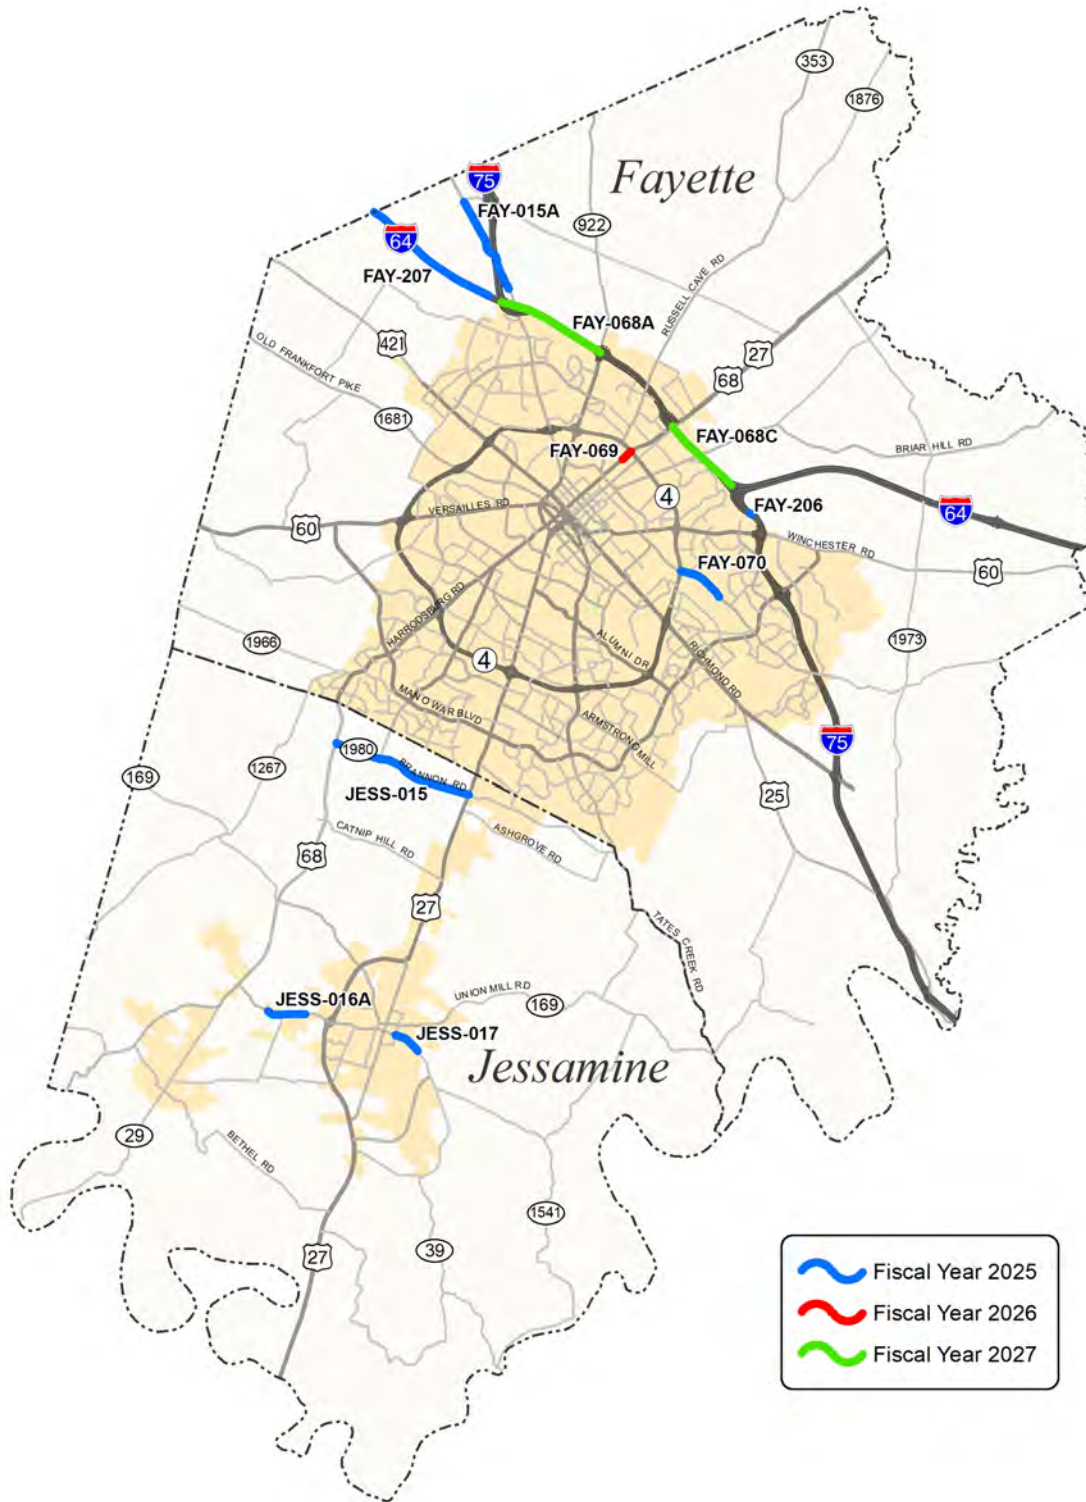 353
1876
Fayette
75
FAY-015A
922
64
FAY-207
RUSSELL CAVE RD
FAY-068A
421
27
OLD FRANKFORT PIKE
68
1681
FAY-068C
FAY-069
BRIAR HILL RD
4
FAY-206
VERSAILLES RD
64
60
WINCHESTER RD
FAY-070
60
HARRODSBURG RD
1966
ALUMNI DR
1973
4
RICHMOND RD
MAN O WAR BLVD
ARMSTRONG MILL
75
1980
169
1267
BRANNON RD
JESS-015
25
CATNIP HILL RD
ASHGROVE RD
68
27
TATES CREEK RD
UNION MILL RD
JESS-016A
169
JESS-017
Jessamine
29
BETHEL RD
1541
27
39
Fiscal Year 2025
Fiscal Year 2026
Fiscal Year 2027